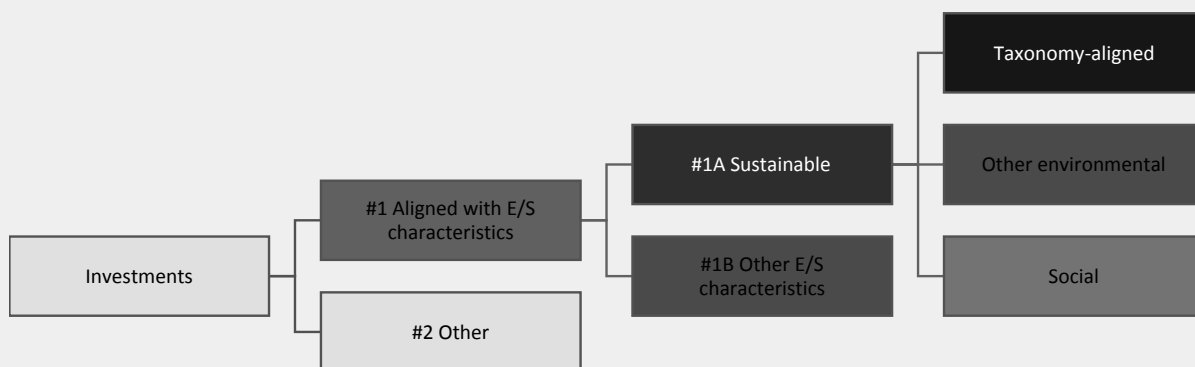 Investments
#1 Aligned with E/S
characteristics
#2 Other
#1A Sustainable
#1B Other E/S
characteristics
Taxonomy-aligned
Other environmental
Social